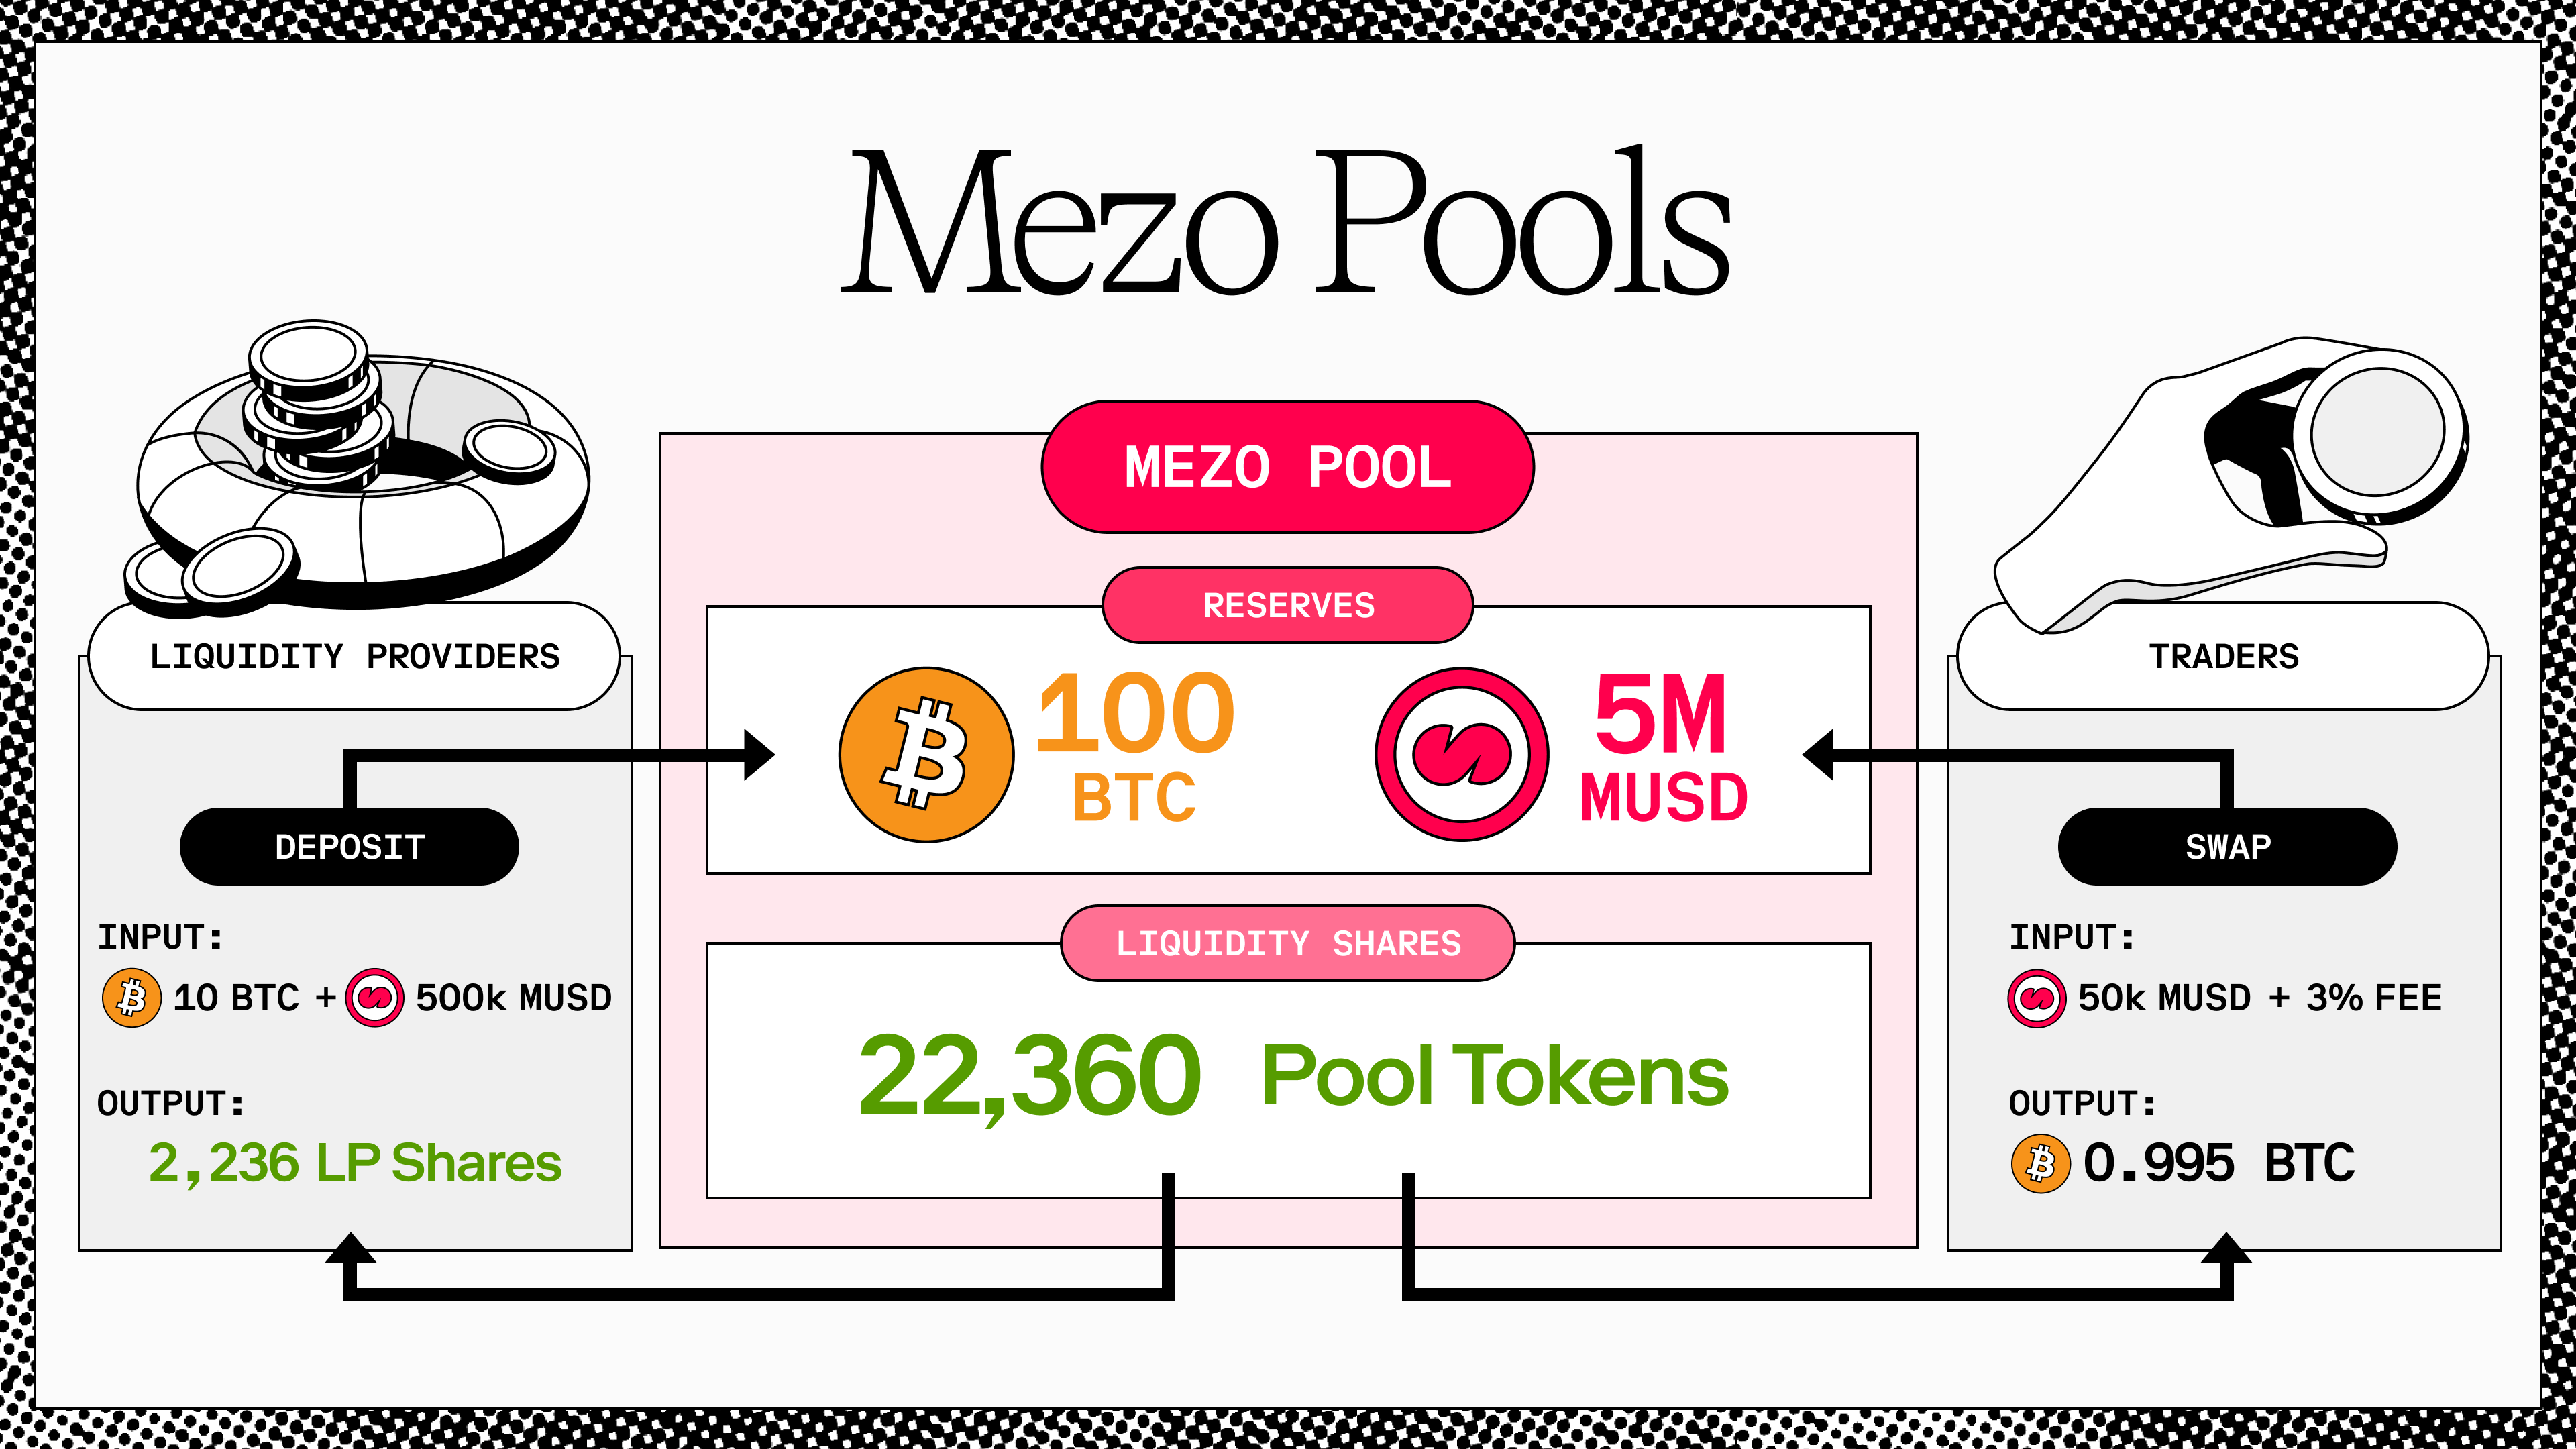 Mezo Pools
LIQUIDITY PROVIDERS
DEPOSIT
INPUT:
10 BTC + 500k MUSD
OUTPUT:
2,236 LP Shares
MEZO POOL
RESERVES
100
BTC
5M
MUSD
LIQUIDITY SHARES
22,360 Pool Tokens
TRADERS
SWAP
INPUT:
50k MUSD + 3% FEE
OUTPUT:
0.995 BTC